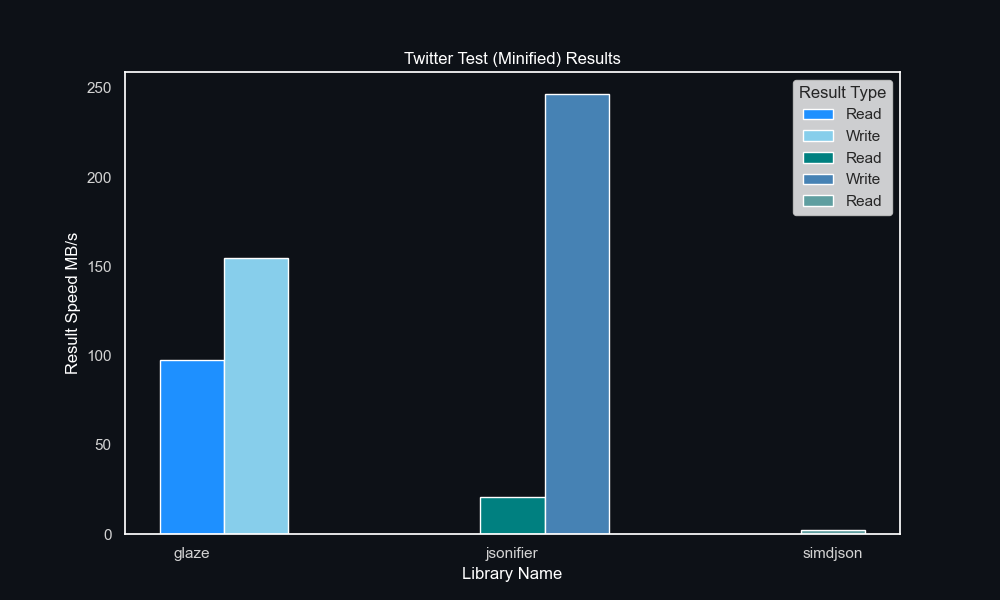 Twitter Test (Minified) Results
Result Type
Read
Write
Read
Write
Read
250
200
150
100
50
0
Result Speed MB/s
glaze
jsonifier
simdjson
Library Name